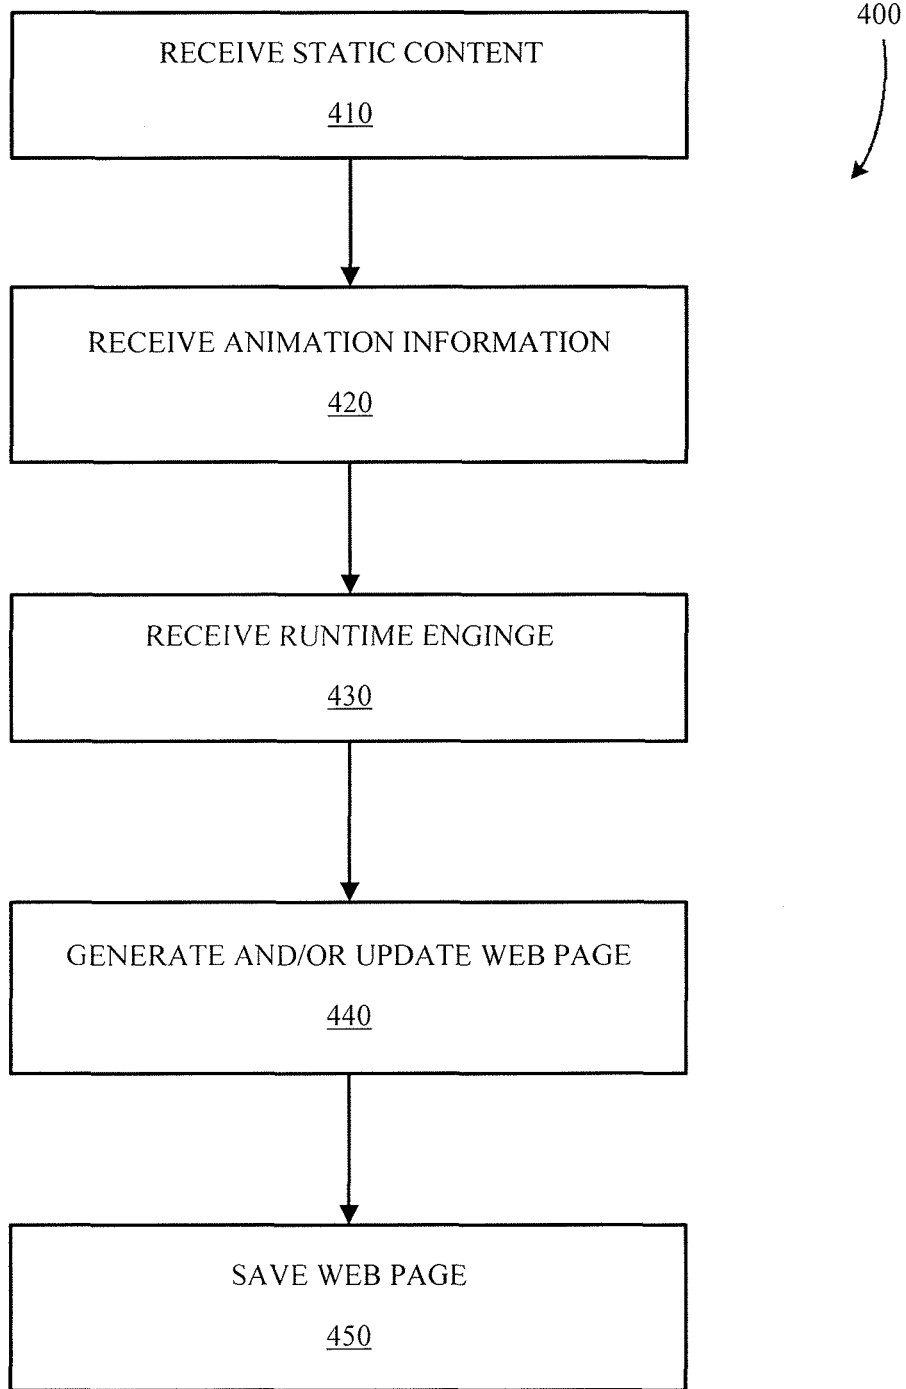 400
RECEIVE STATIC CONTENT
410
RECEIVE ANIMATION INFORMATION
420
RECEIVE RUNTIME ENGINGE
430
GENERATE AND/OR UPDATE WEB PAGE
440
SAVE WEB PAGE
450